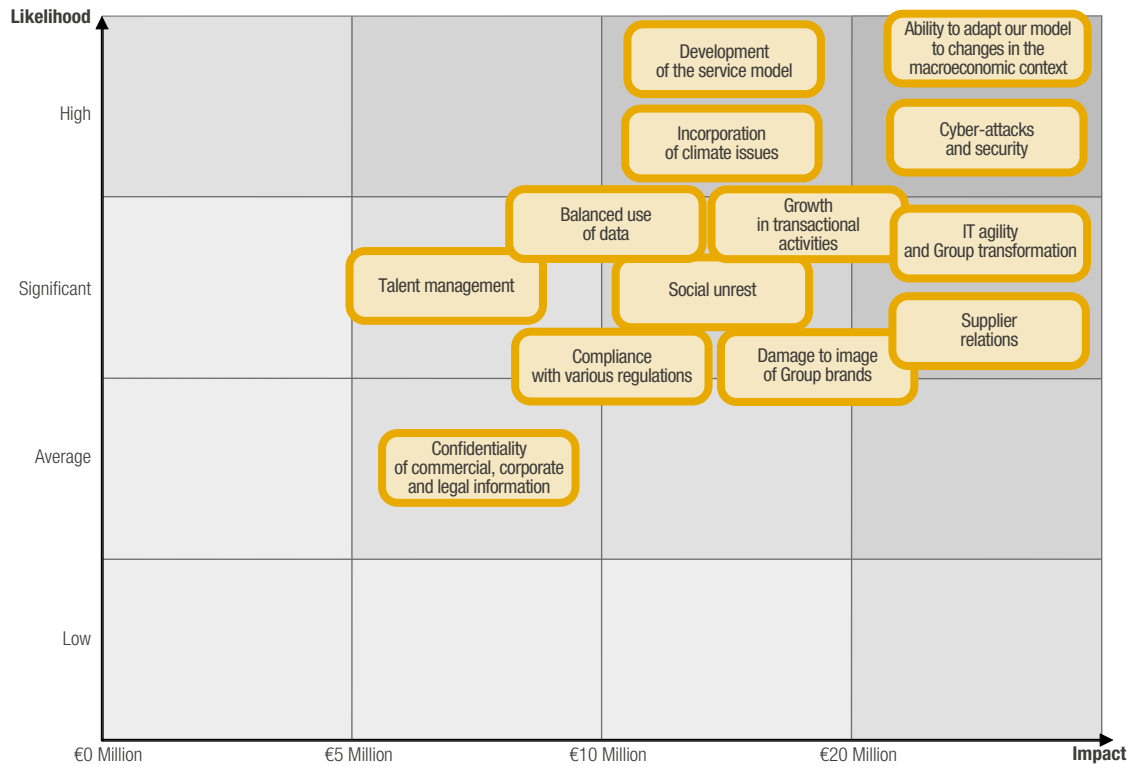 Likelihood
Ability to adapt our model
to changes in the
macroeconomic context
Development
of the service model
High
Incorporation
of climate issues
Cyber-attacks
and security
Balanced use
of data
Growth
in transactional
activities
IT agility
and Group transformation
Significant
Talent management
Social unrest
Supplier
relations
Compliance
with various regulations
Damage to image
of Group brands
Average
Confidentiality
of commercial, corporate
and legal information
Low
€0 Million
€5 Million
€10 Million
€20 Million
Impact